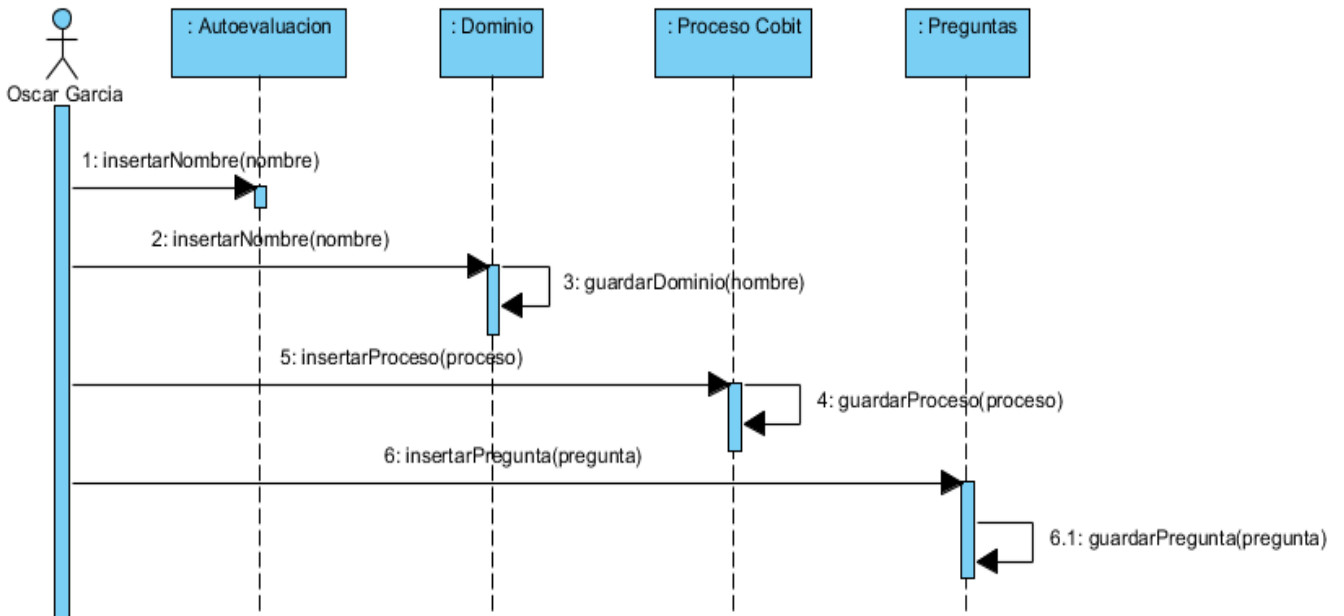 : Autoevaluacion
: Dominio
: Proceso Cobit
: Preguntas
Oscar Garcia
1: insertarNombre(nombre)
2: insertarNombre(nombre)
3: guardarDominio(nombre)
5: insertarProceso(proceso)
4: guardarProceso(proceso)
6: insertarPregunta(pregunta)
6.1: guardarPregunta(pregunta)